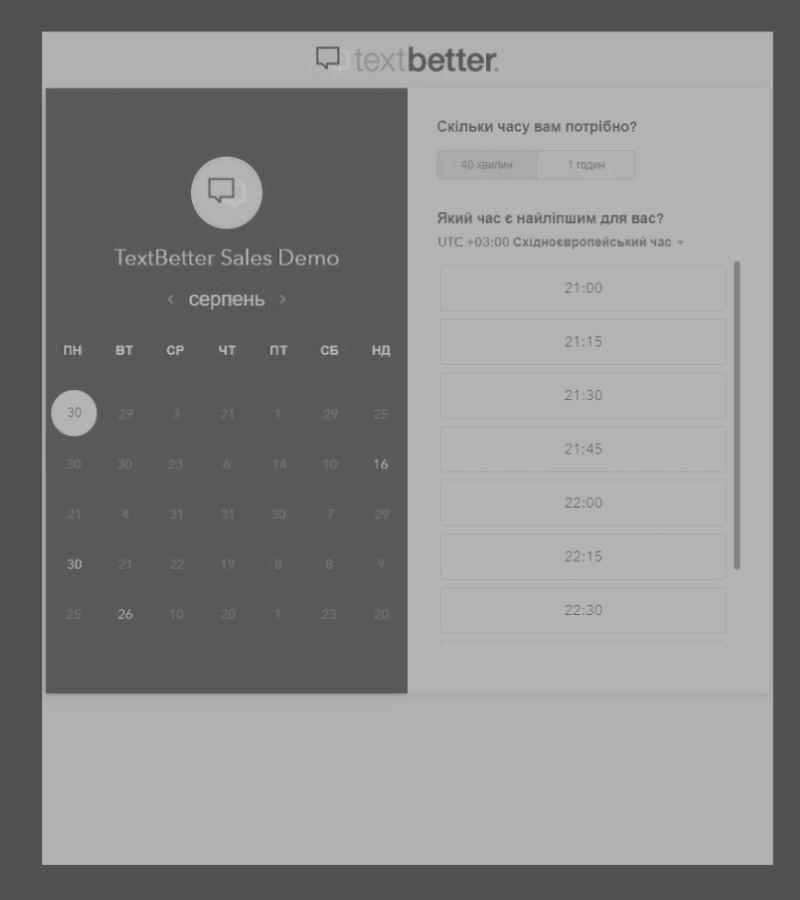 textbetter.
TextBetter Sales Demo
‹ серпень ›
ПН ВТ СР ЧТ ПТ СБ НД
30 29 3 21 1 29 25
30 30 23 6 14 10 16
21 4 31 31 30 7 29
30 21 22 19 8 8 9
25 26 10 20 1 23 20
Скільки часу вам потрібно?
40 хвилин 1 годин
Який час є найліпшим для вас?
UTC +03:00 Східноєвропейський час
21:00
21:15
21:30
21:45
22:00
22:15
22:30